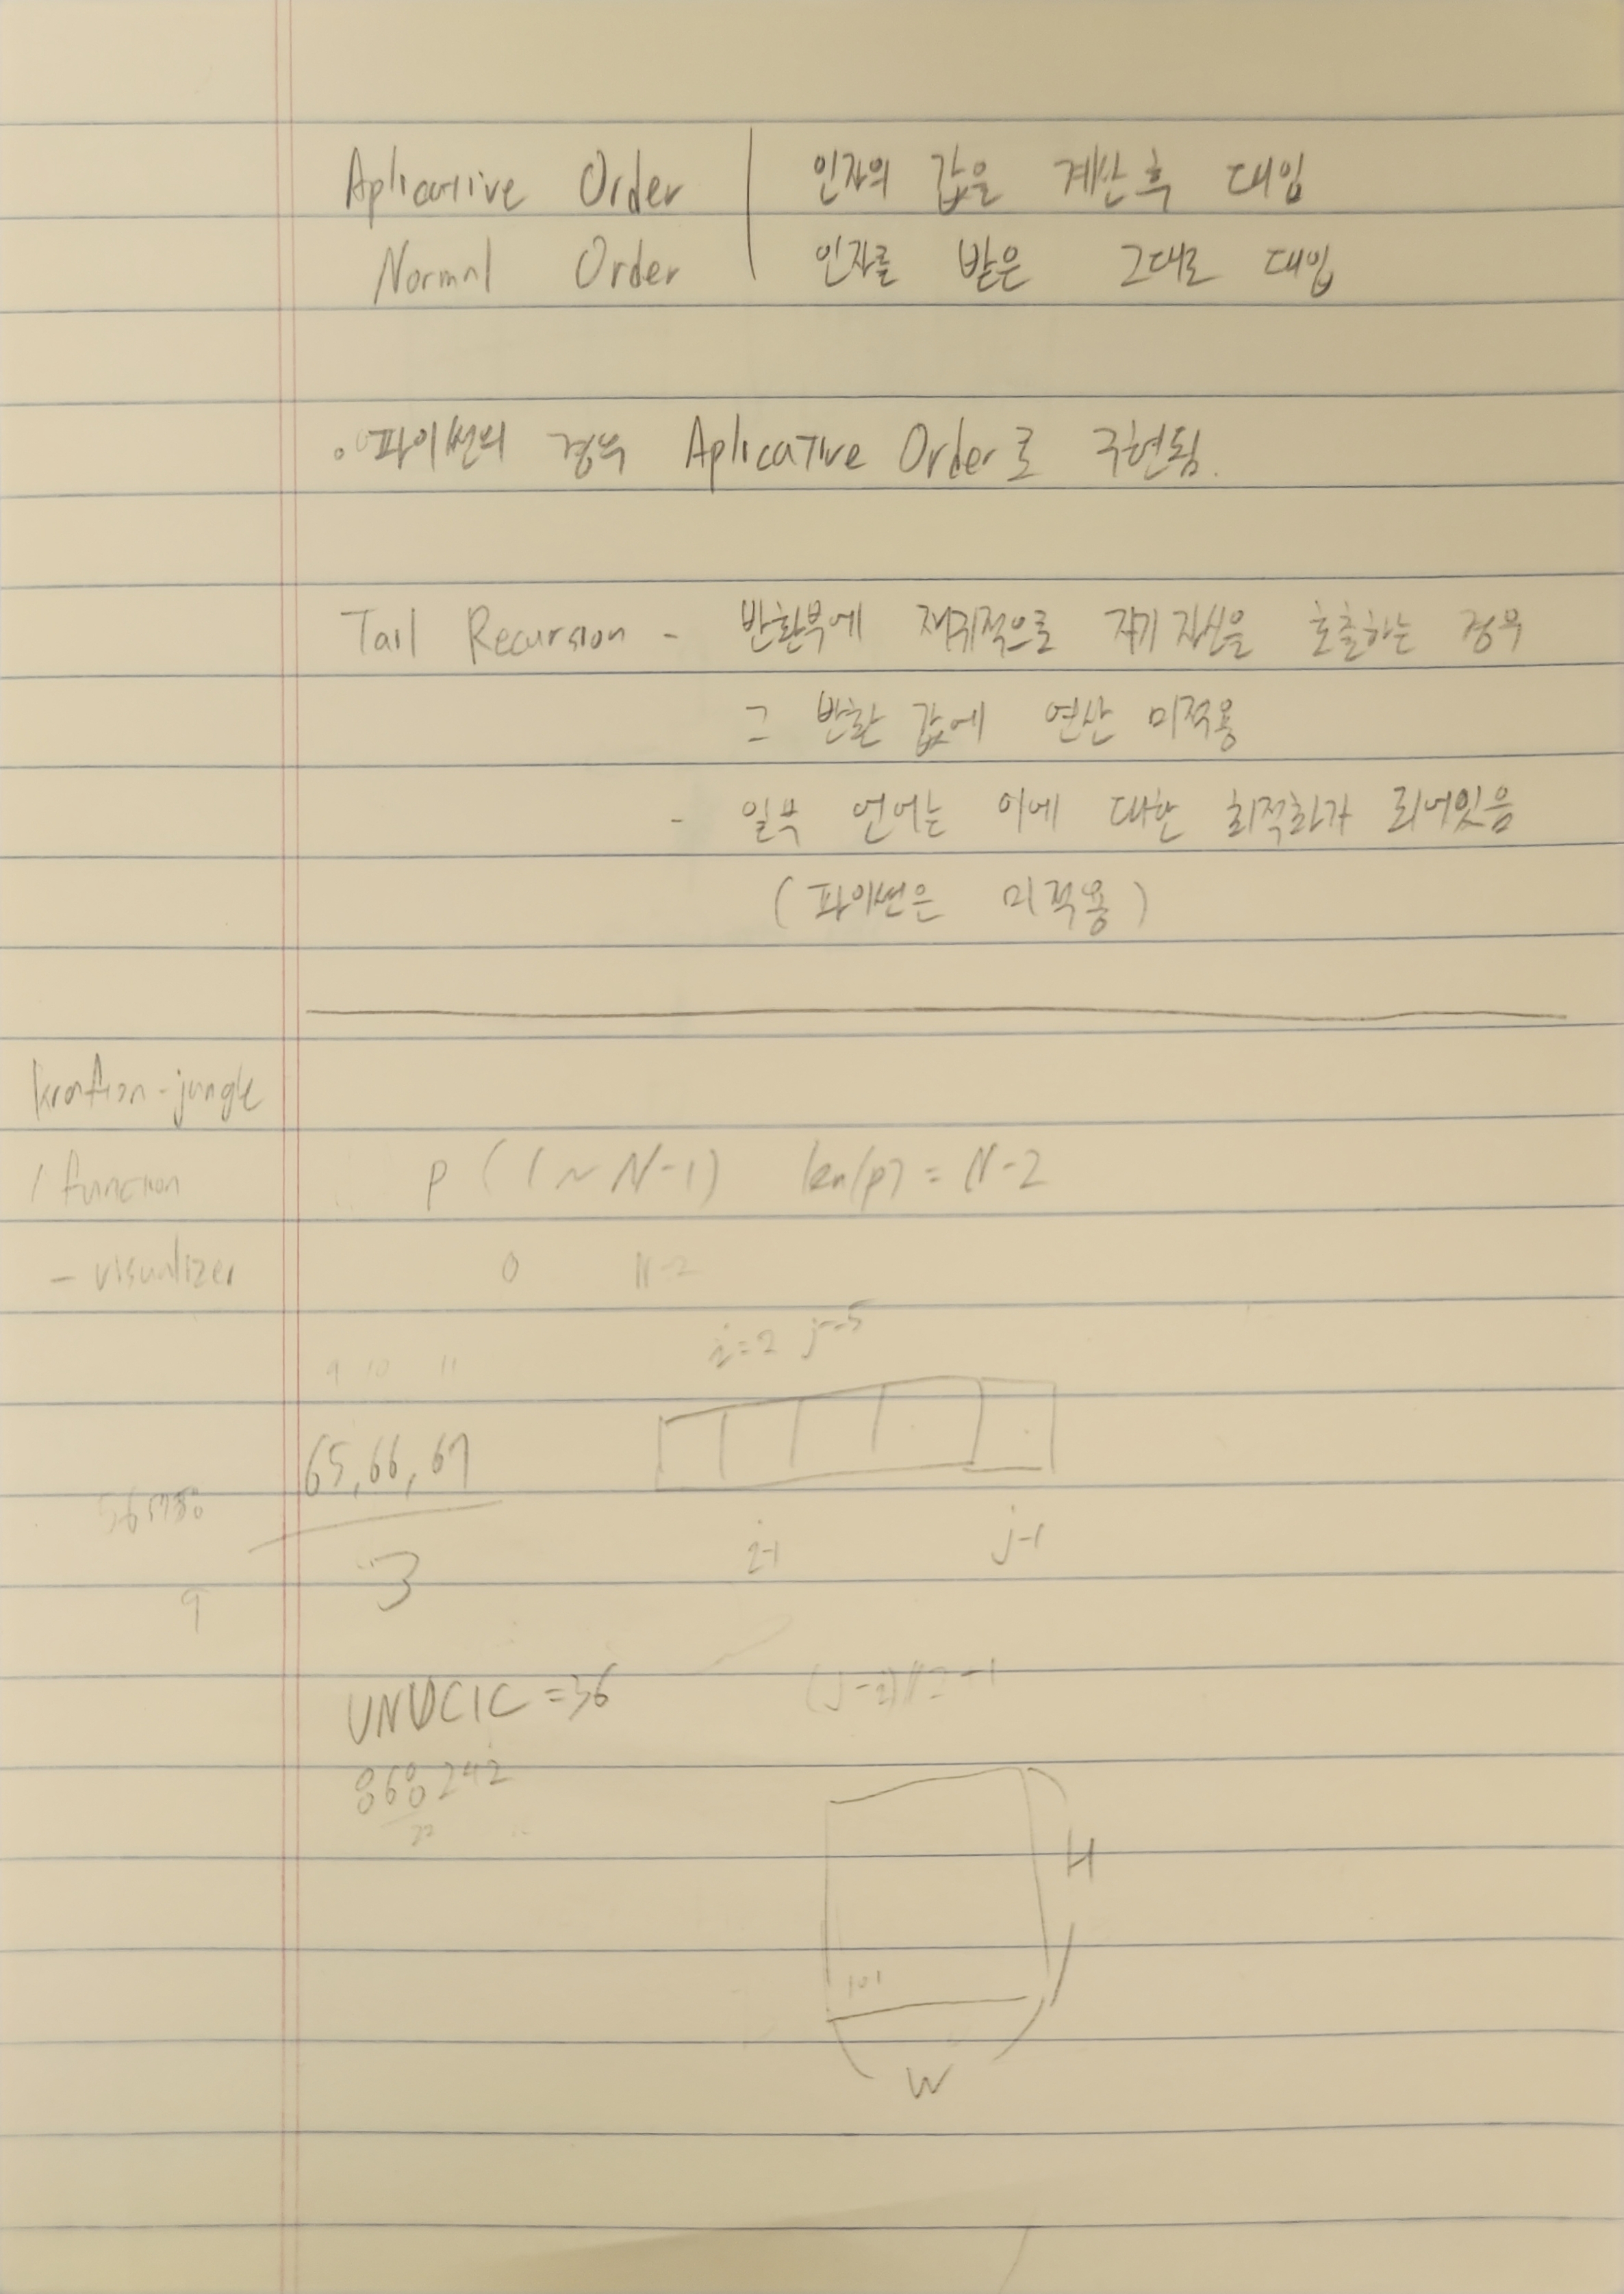 Aplicative Order | 인자의 값을 계산 후 대입
Normal Order | 인자를 받은 그대로 대입
파이썬의 경우 Aplicative Order로 구현됨.
Tail Recursion - 반환부에 재귀적으로 자기 자신을 호출하는 경우
그 반환 값에 연산 미적용
- 일부 언어는 이에 대한 최적화가 되어있음
(파이썬은 미적용)
krafton-jungle
/ function
- visualizer
p (1 ~ N-1) len(p) = N-2
0 N-2
i=2 j=5
9 10 11
65, 66, 67
3
9
i-1 j-1
UNUCIC = 36
868242
22
H
101
W